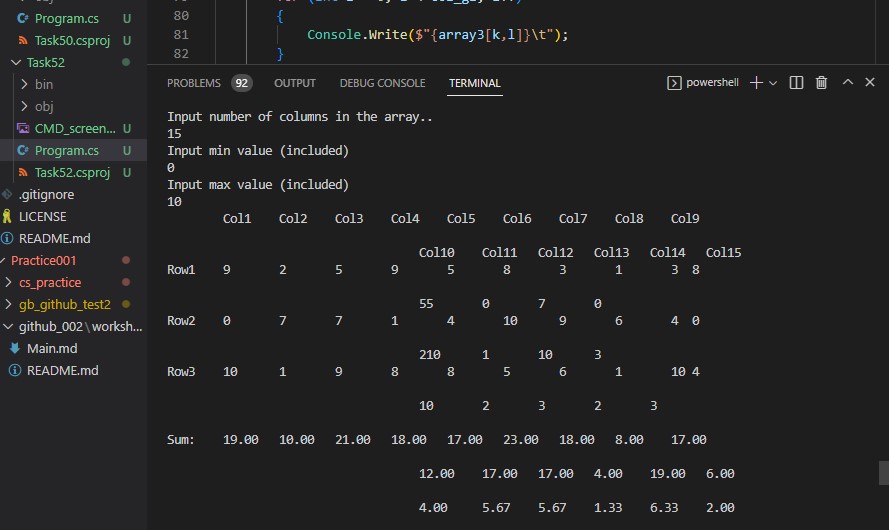 Program.cs U
Task50.csproj U
Task52
bin
obj
CMD_screen... U
Program.cs U
Task52.csproj U
.gitignore
LICENSE
README.md
Practice001
cs_practice
gb_github_test2
github_002\worksh...
Main.md
README.md
80 {
81 Console.Write($"{array3[k,l]}\t");
82 }
PROBLEMS 92 OUTPUT DEBUG CONSOLE TERMINAL powershell
Input number of columns in the array..
15
Input min value (included)
0
Input max value (included)
10
Col1 Col2 Col3 Col4 Col5 Col6 Col7 Col8 Col9
Col10 Col11 Col12 Col13 Col14 Col15
Row1 9 2 5 9 5 8 3 1 3 8
55 0 7 0
Row2 0 7 7 1 4 10 9 6 4 0
210 1 10 3
Row3 10 1 9 8 8 5 6 1 10 4
10 2 3 2 3
Sum: 19.00 10.00 21.00 18.00 17.00 23.00 18.00 8.00 17.00
12.00 17.00 17.00 4.00 19.00 6.00
4.00 5.67 5.67 1.33 6.33 2.00